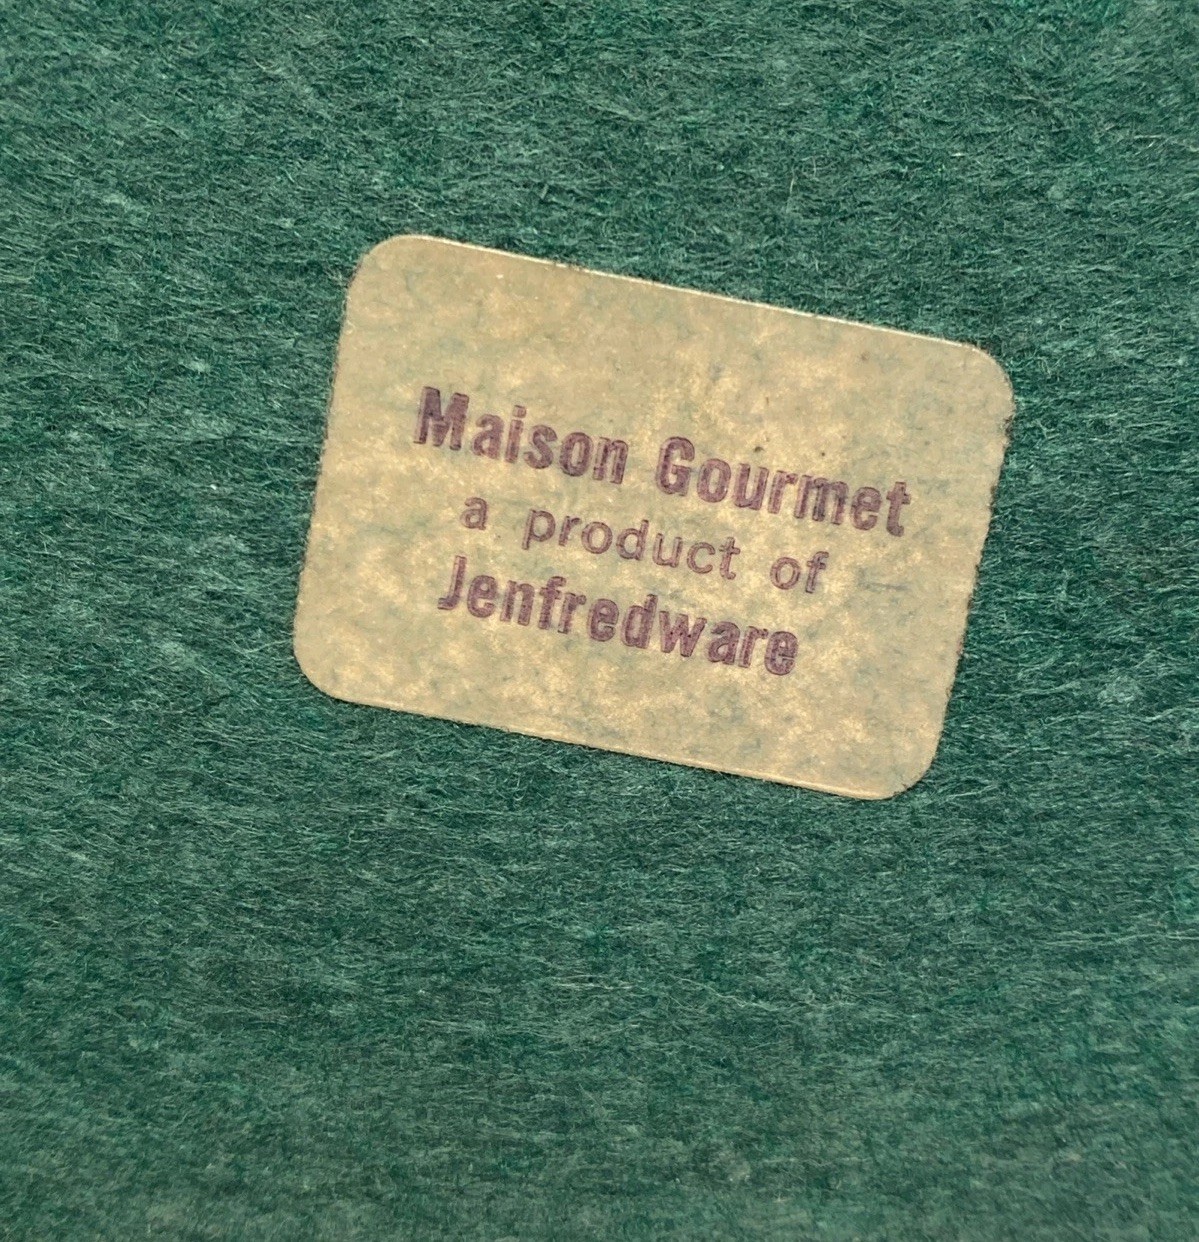 Maison Gourmet
a product of
Jenfredware